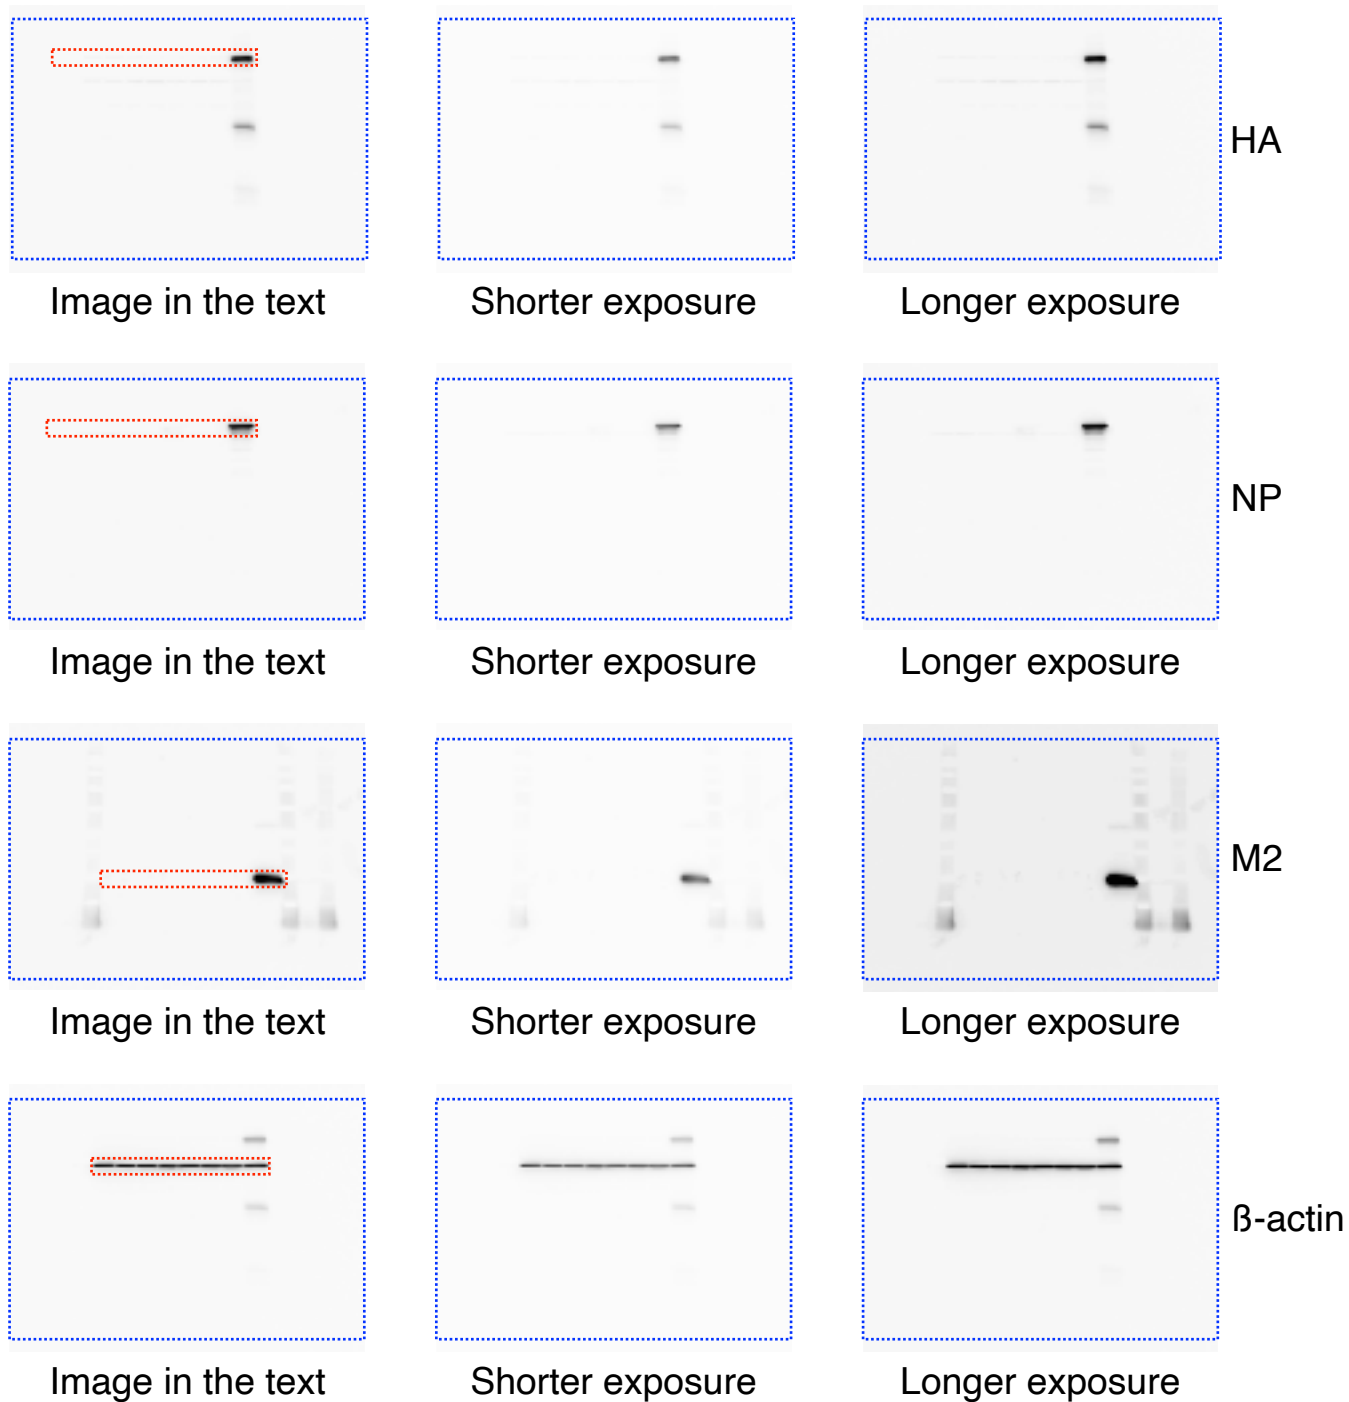 HA
Image in the text
Shorter exposure
Longer exposure
NP
Image in the text
Shorter exposure
Longer exposure
M2
Image in the text
Shorter exposure
Longer exposure
ß-actin
Image in the text
Shorter exposure
Longer exposure